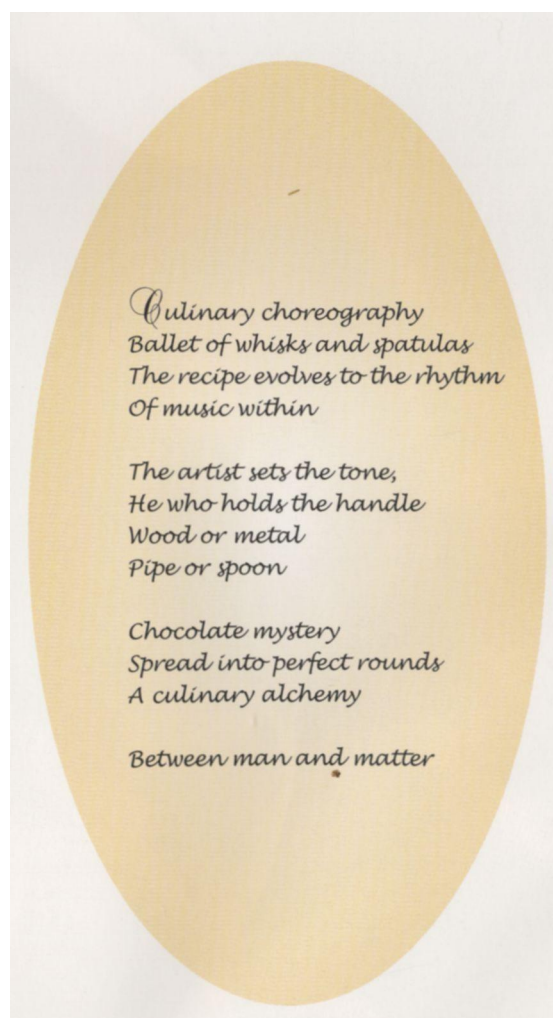 Culinary choreography
Ballet of whisks and spatulas
The recipe evolves to the rhythm
Of music within
The artist sets the tone,
He who holds the handle
Wood or metal
Pipe or spoon
Chocolate mystery
Spread into perfect rounds
A culinary alchemy
Between man and matter